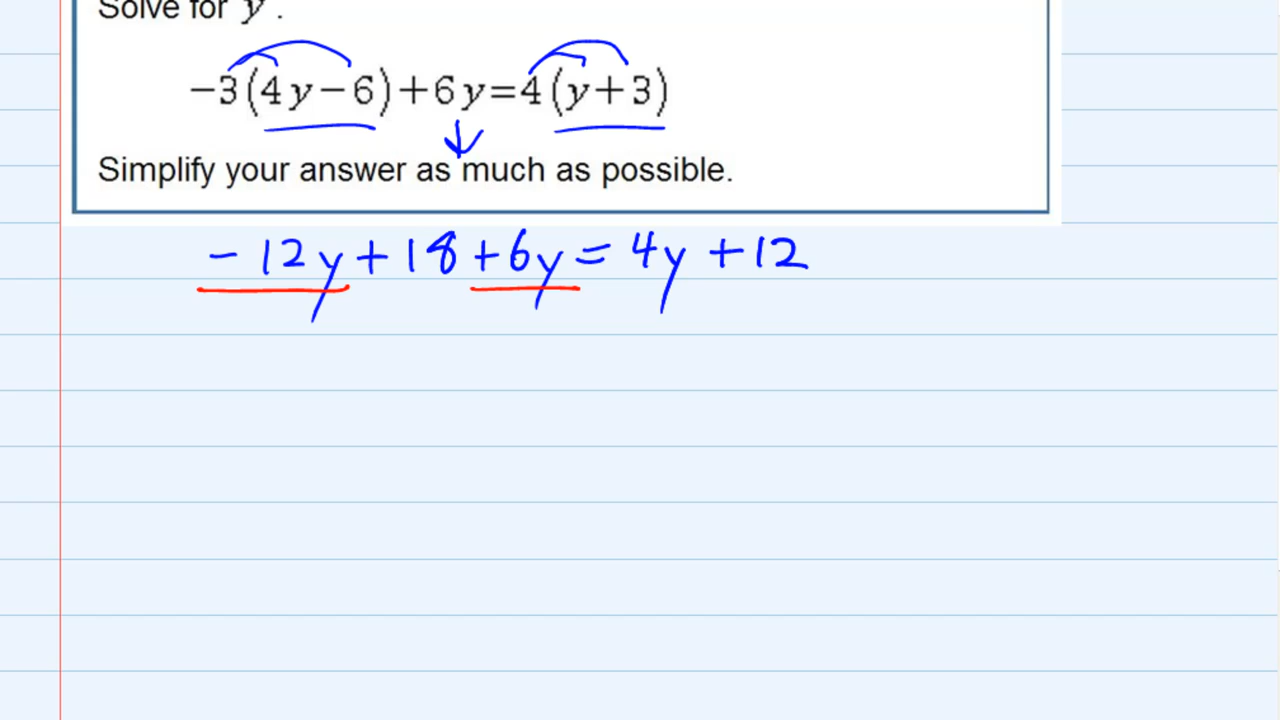 Solve for y .
−3(4y−6)+6y=4(y+3)
Simplify your answer as much as possible.
-12y+18+6y=4y+12